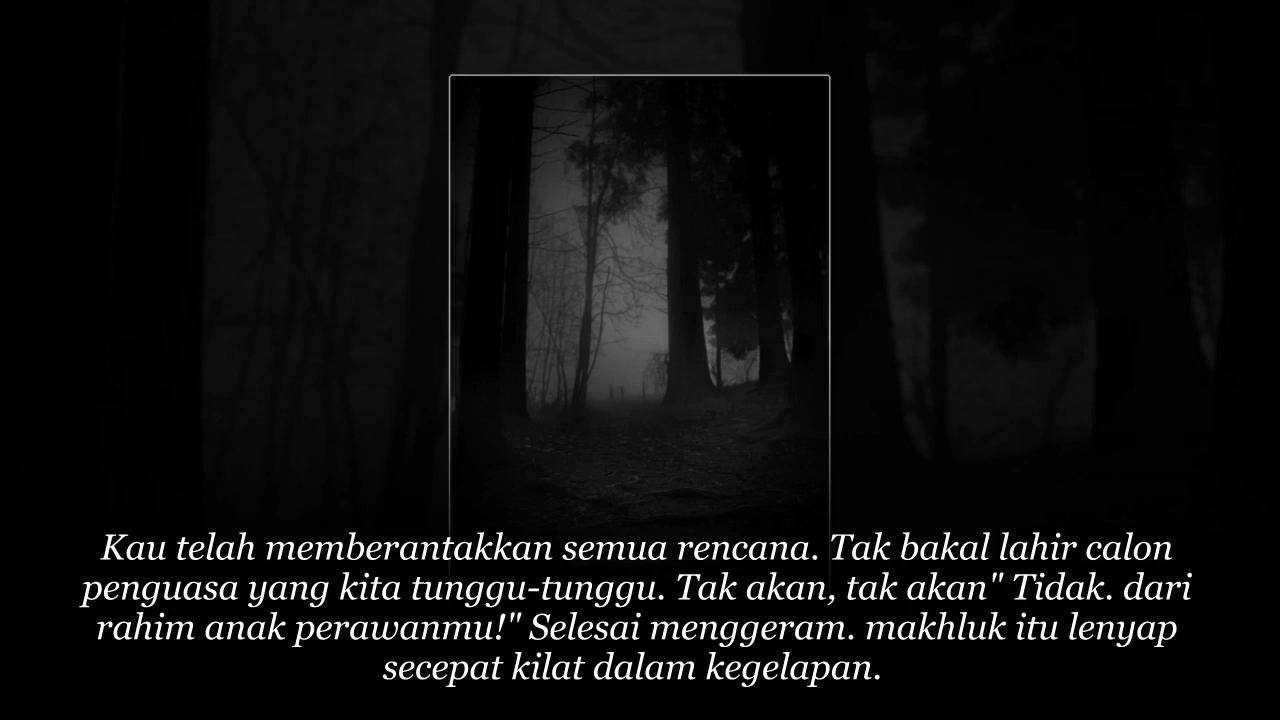 Kau telah memberantakkan semua rencana. Tak bakal lahir calon
penguasa yang kita tunggu-tunggu. Tak akan, tak akan" Tidak. dari
rahim anak perawanmu!" Selesai menggeram. makhluk itu lenyap
secepat kilat dalam kegelapan.